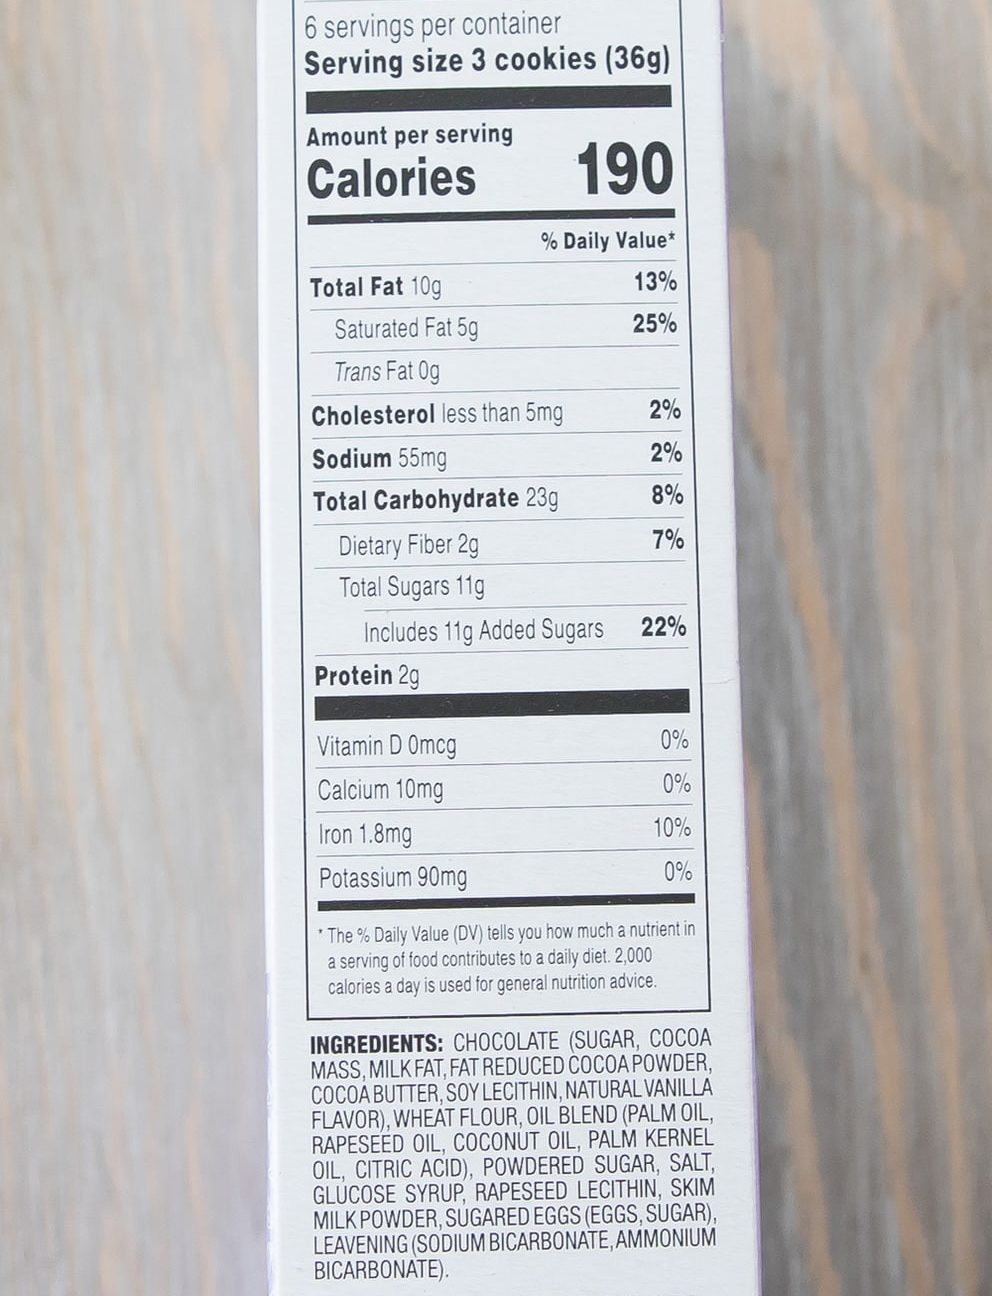 6 servings per container
Serving size 3 cookies (36g)
Amount per serving
Calories 190
% Daily Value*
Total Fat 10g 13%
Saturated Fat 5g 25%
Trans Fat 0g
Cholesterol less than 5mg 2%
Sodium 55mg 2%
Total Carbohydrate 23g 8%
Dietary Fiber 2g 7%
Total Sugars 11g
Includes 11g Added Sugars 22%
Protein 2g
Vitamin D 0mcg 0%
Calcium 10mg 0%
Iron 1.8mg 10%
Potassium 90mg 0%
* The % Daily Value (DV) tells you how much a nutrient in
a serving of food contributes to a daily diet. 2,000
calories a day is used for general nutrition advice.
INGREDIENTS: CHOCOLATE (SUGAR, COCOA
MASS, MILK FAT, FAT REDUCED COCOA POWDER,
COCOA BUTTER, SOY LECITHIN, NATURAL VANILLA
FLAVOR), WHEAT FLOUR, OIL BLEND (PALM OIL,
RAPESEED OIL, COCONUT OIL, PALM KERNEL
OIL, CITRIC ACID), POWDERED SUGAR, SALT,
GLUCOSE SYRUP, RAPESEED LECITHIN, SKIM
MILK POWDER, SUGARED EGGS (EGGS, SUGAR),
LEAVENING (SODIUM BICARBONATE, AMMONIUM
BICARBONATE).